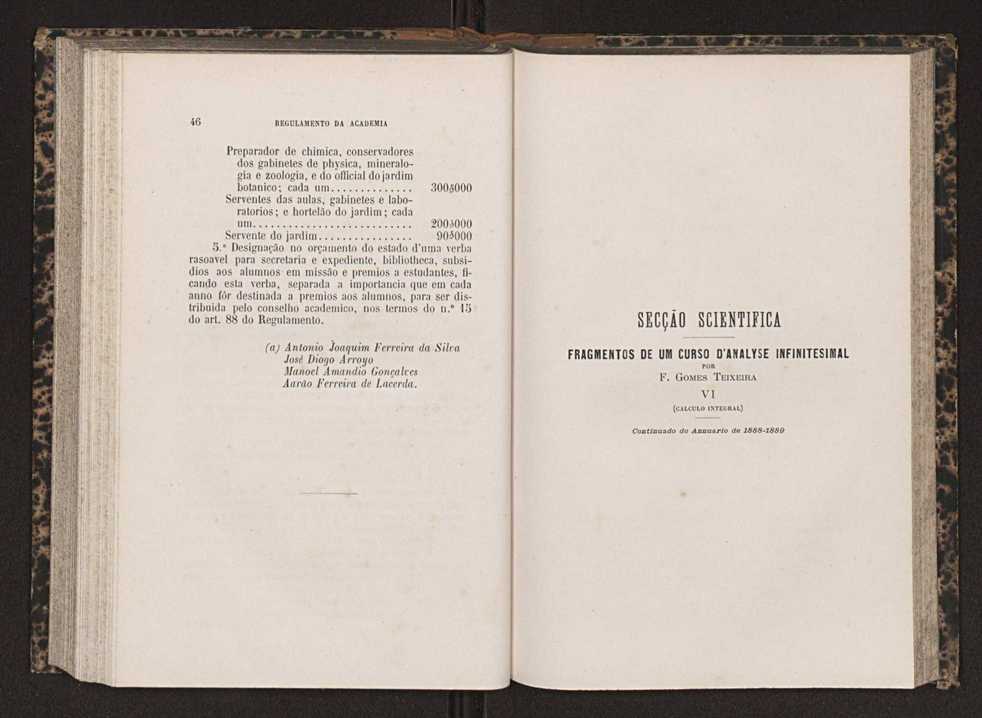 46 REGULAMENTO DA ACADEMIA
Preparador de chimica, conservadores
dos gabinetes de physica, mineralo-
gia e zoologia, e do official do jardim
botanico; cada um.............. 300$000
Serventes das aulas, gabinetes e labo-
ratorios; e hortelão do jardim; cada
um........................... 200$000
Servente do jardim................ 90$000
5.º Designação no orçamento do estado d'uma verba
rasoavel para secretaria e expediente, bibliotheca, subsi-
dios aos alumnos em missão e premios a estudantes, fi-
cando esta verba, separada a importancia que em cada
anno fôr destinada a premios aos alumnos, para ser dis-
tribuida pelo conselho academico, nos termos do n.º 15
do art. 88 do Regulamento.
(a) Antonio Joaquim Ferreira da Silva
José Diogo Arroyo
Manoel Amandio Gonçalves
Aarão Ferreira de Lacerda.
SECÇÃO SCIENTIFICA
FRAGMENTOS DE UM CURSO D'ANALYSE INFINITESIMAL
POR
F. GOMES TEIXEIRA
VI
(CALCULO INTEGRAL)
Continuado do Annuario de 1888-1889